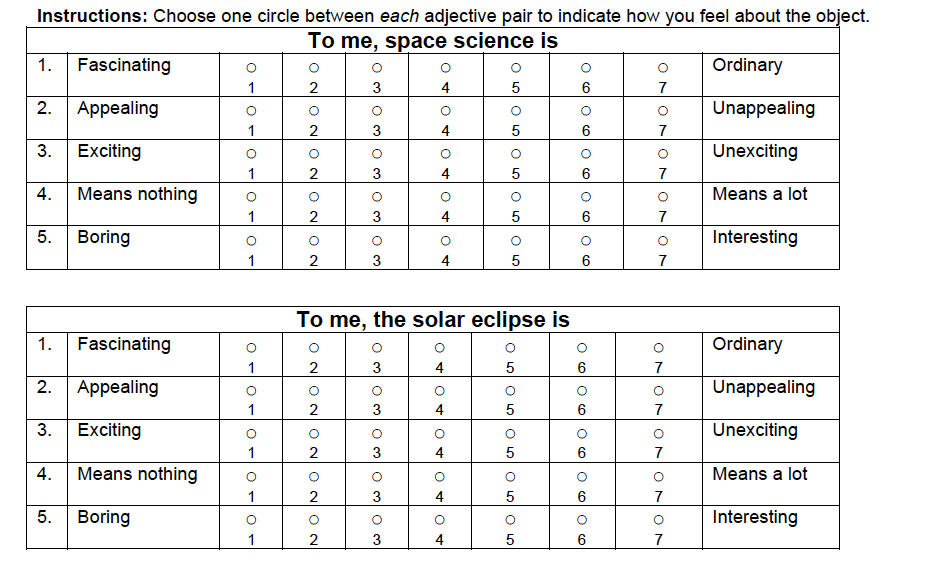 Instructions: Choose one circle between each adjective pair to indicate how you feel about the object.
To me, space science is
1. Fascinating ○ ○ ○ ○ ○ ○ ○ Ordinary
1 2 3 4 5 6 7
2. Appealing ○ ○ ○ ○ ○ ○ ○ Unappealing
1 2 3 4 5 6 7
3. Exciting ○ ○ ○ ○ ○ ○ ○ Unexciting
1 2 3 4 5 6 7
4. Means nothing ○ ○ ○ ○ ○ ○ ○ Means a lot
1 2 3 4 5 6 7
5. Boring ○ ○ ○ ○ ○ ○ ○ Interesting
1 2 3 4 5 6 7
To me, the solar eclipse is
1. Fascinating ○ ○ ○ ○ ○ ○ ○ Ordinary
1 2 3 4 5 6 7
2. Appealing ○ ○ ○ ○ ○ ○ ○ Unappealing
1 2 3 4 5 6 7
3. Exciting ○ ○ ○ ○ ○ ○ ○ Unexciting
1 2 3 4 5 6 7
4. Means nothing ○ ○ ○ ○ ○ ○ ○ Means a lot
1 2 3 4 5 6 7
5. Boring ○ ○ ○ ○ ○ ○ ○ Interesting
1 2 3 4 5 6 7